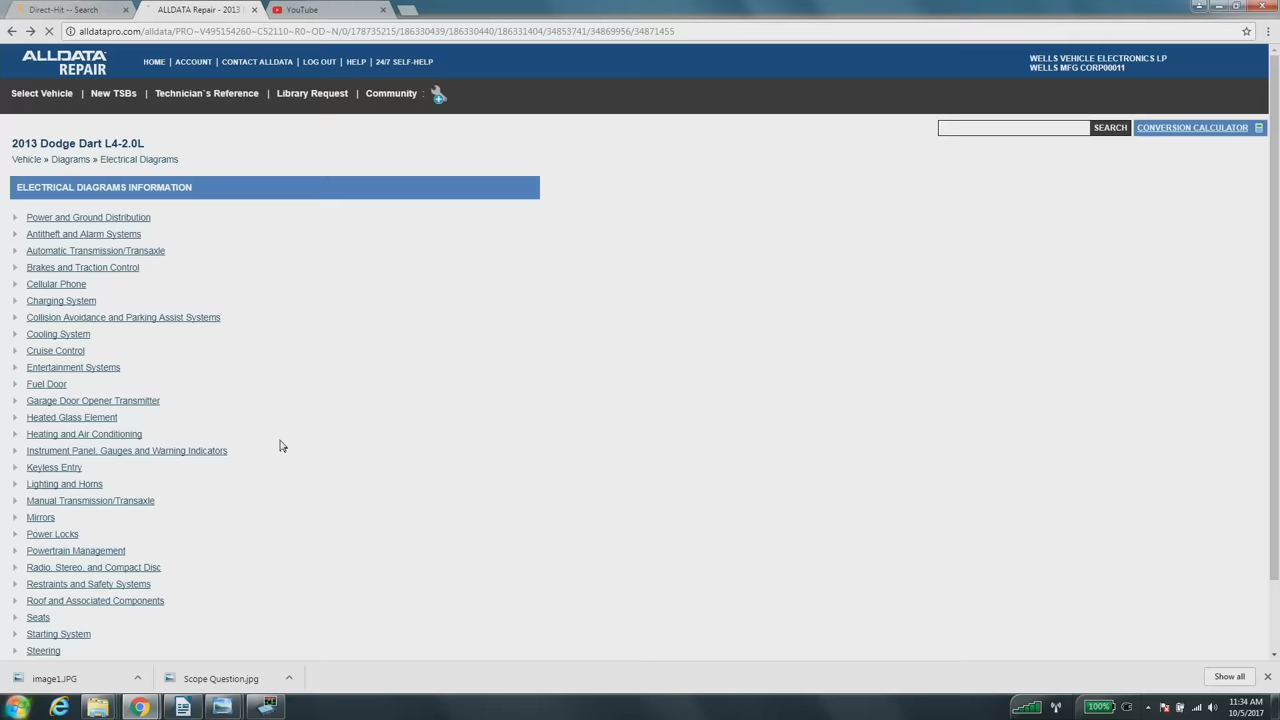 Direct-Hit -- Search
ALLDATA Repair - 2013
YouTube
alldatapro.com/alldata/PRO~V495154260~C52110~R0~OD~N/0/178735215/186330439/186330440/186331404/34853741/34869956/34871455
ALLDATA
REPAIR
HOME | ACCOUNT | CONTACT ALLDATA | LOG OUT | HELP | 24/7 SELF-HELP
WELLS VEHICLE ELECTRONICS LP
WELLS MFG CORP00011
Select Vehicle | New TSBs | Technician`s Reference | Library Request | Community :
SEARCH
CONVERSION CALCULATOR
2013 Dodge Dart L4-2.0L
Vehicle » Diagrams » Electrical Diagrams
ELECTRICAL DIAGRAMS INFORMATION
Power and Ground Distribution
Antitheft and Alarm Systems
Automatic Transmission/Transaxle
Brakes and Traction Control
Cellular Phone
Charging System
Collision Avoidance and Parking Assist Systems
Cooling System
Cruise Control
Entertainment Systems
Fuel Door
Garage Door Opener Transmitter
Heated Glass Element
Heating and Air Conditioning
Instrument Panel, Gauges and Warning Indicators
Keyless Entry
Lighting and Horns
Manual Transmission/Transaxle
Mirrors
Power Locks
Powertrain Management
Radio, Stereo, and Compact Disc
Restraints and Safety Systems
Roof and Associated Components
Seats
Starting System
Steering
image1.JPG
Scope Question.jpg
Show all
100%
11:34 AM
10/5/2017